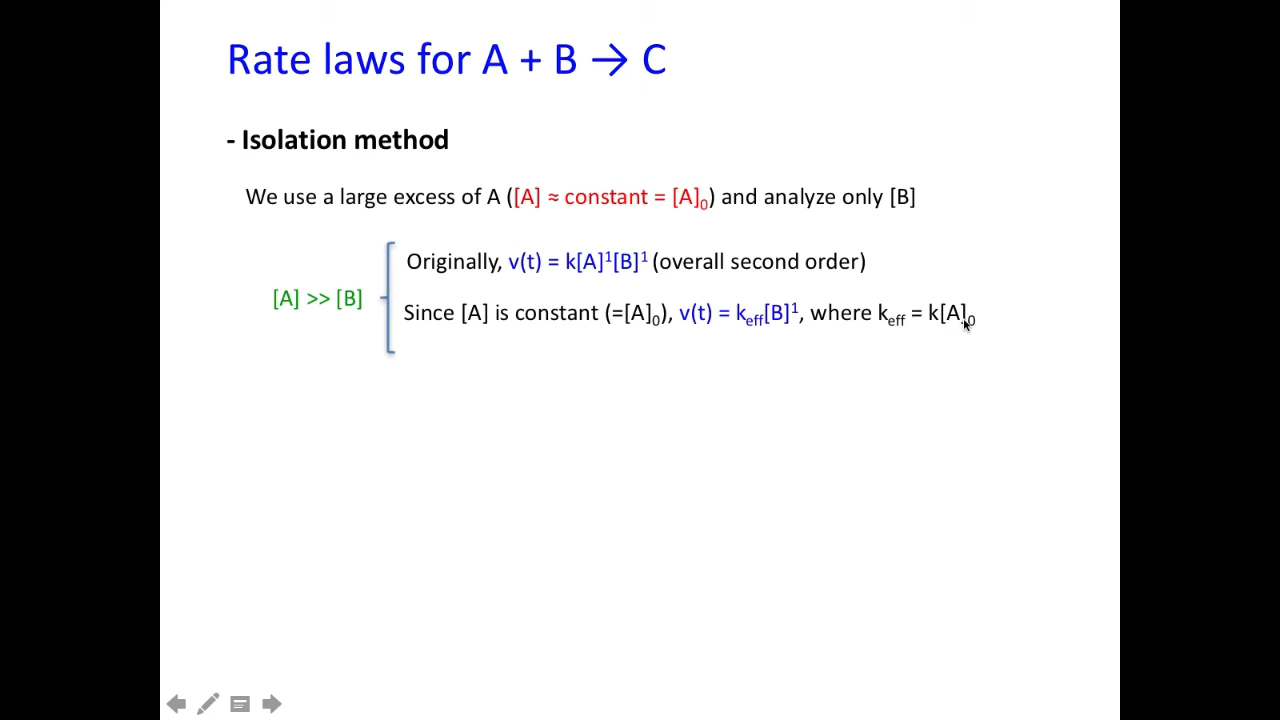 Rate laws for A + B → C
- Isolation method
We use a large excess of A ([A] ≈ constant = [A]₀) and analyze only [B]
Originally, v(t) = k[A]¹[B]¹ (overall second order)
[A] >> [B]
Since [A] is constant (=[A]₀), v(t) = k_eff[B]¹, where k_eff = k[A]₀